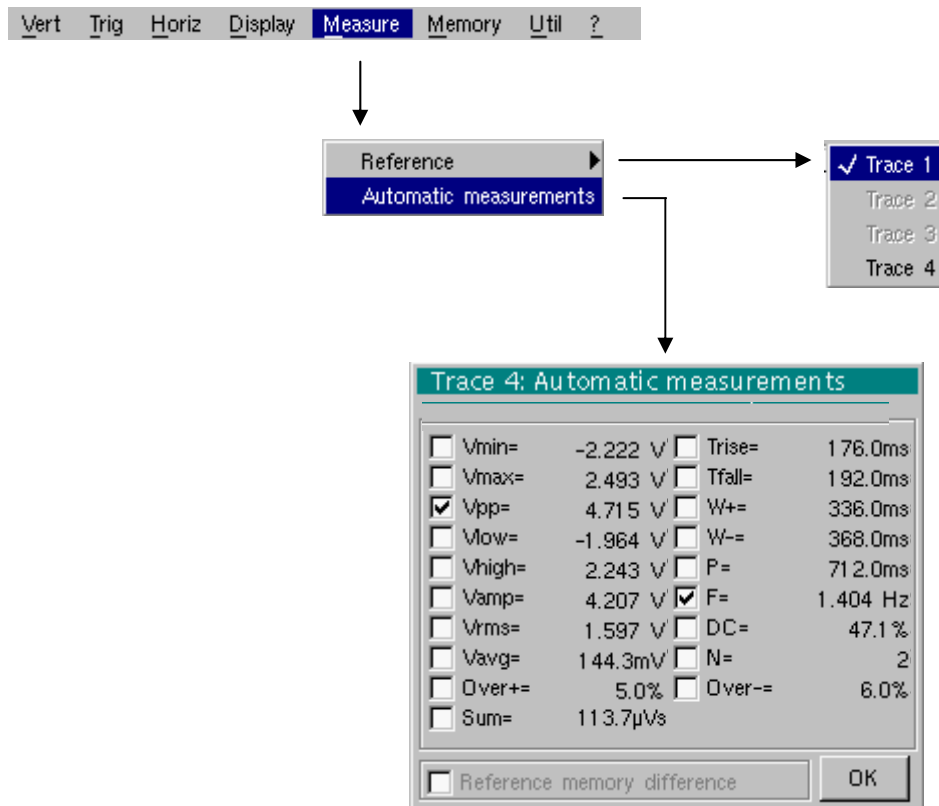 Vert Trig Horiz Display Measure Memory Util ?
Reference
Automatic measurements
Trace 1
Trace 2
Trace 3
Trace 4
Trace 4: Automatic measurements
Vmin= -2.222 V Trise= 176.0ms
Vmax= 2.493 V Tfall= 192.0ms
Vpp= 4.715 V W+= 336.0ms
Vlow= -1.964 V W-= 368.0ms
Vhigh= 2.243 V P= 712.0ms
Vamp= 4.207 V F= 1.404 Hz
Vrms= 1.597 V DC= 47.1%
Vavg= 144.3mV N= 2
Over+= 5.0% Over-= 6.0%
Sum= 113.7µVs
Reference memory difference OK